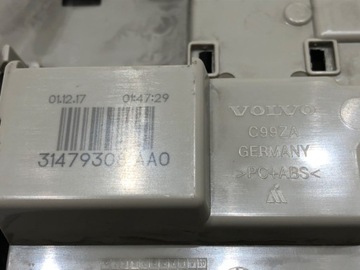 01.12.17 01:47:29
31479308 AA0
VOLVO
C99ZA
GERMANY
>PC+ABS<